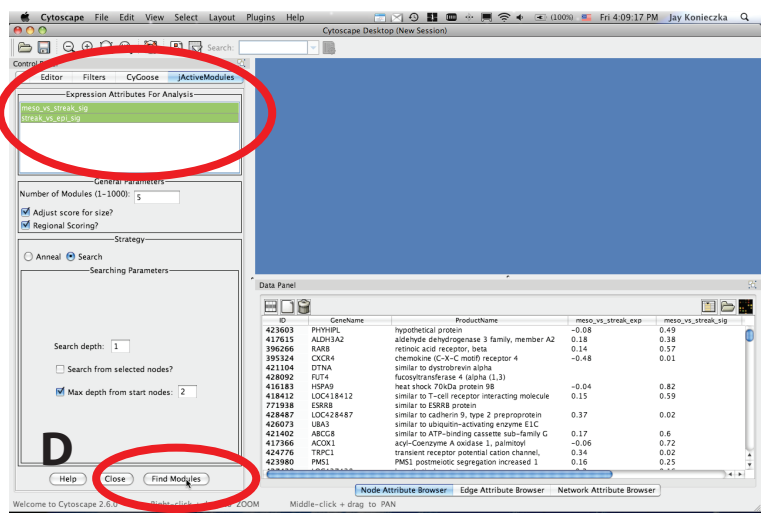 Cytoscape File Edit View Select Layout Plugins Help (100%) Fri 4:09:17 PM Jay Konieczka
Cytoscape Desktop (New Session)
Search:
Editor Filters CyGoose jActiveModules
Expression Attributes For Analysis
meso_vs_streak_sig
streak_vs_epi_sig
General Parameters
Number of Modules (1-1000): 5
Adjust score for size?
Regional Scoring?
Strategy
Anneal Search
Searching Parameters
Search depth: 1
Search from selected nodes?
Max depth from start nodes: 2
D
Help Close Find Modules
Data Panel
ID GeneName ProductName meso_vs_streak_exp meso_vs_streak_sig
423603 PHYHIPL hypothetical protein -0.08 0.49
417615 ALDH3A2 aldehyde dehydrogenase 3 family, member A2 0.18 0.38
396266 RARB retinoic acid receptor, beta 0.14 0.57
395324 CXCR4 chemokine (C-X-C motif) receptor 4 -0.48 0.01
421104 DTNA similar to dystrobrevin alpha
428092 FUT4 fucosyltransferase 4 (alpha (1,3)
416183 HSPA9 heat shock 70kDa protein 9B -0.04 0.82
418412 LOC418412 similar to T-cell receptor interacting molecule 0.15 0.59
771938 ESRRB similar to ESRRB protein
428487 LOC428487 similar to cadherin 9, type 2 preproprotein 0.37 0.02
426073 UBA3 similar to ubiquitin-activating enzyme E1C
421402 ABCG8 similar to ATP-binding cassette sub-family G 0.17 0.6
417366 ACOX1 acyl-Coenzyme A oxidase 1, palmitoyl -0.06 0.72
424776 TRPC1 transient receptor potential cation channel, 0.34 0.02
423980 PMS1 PMS1 postmeiotic segregation increased 1 0.16 0.25
Node Attribute Browser Edge Attribute Browser Network Attribute Browser
Welcome to Cytoscape 2.6.0 Right-click + ZOOM Middle-click + drag to PAN